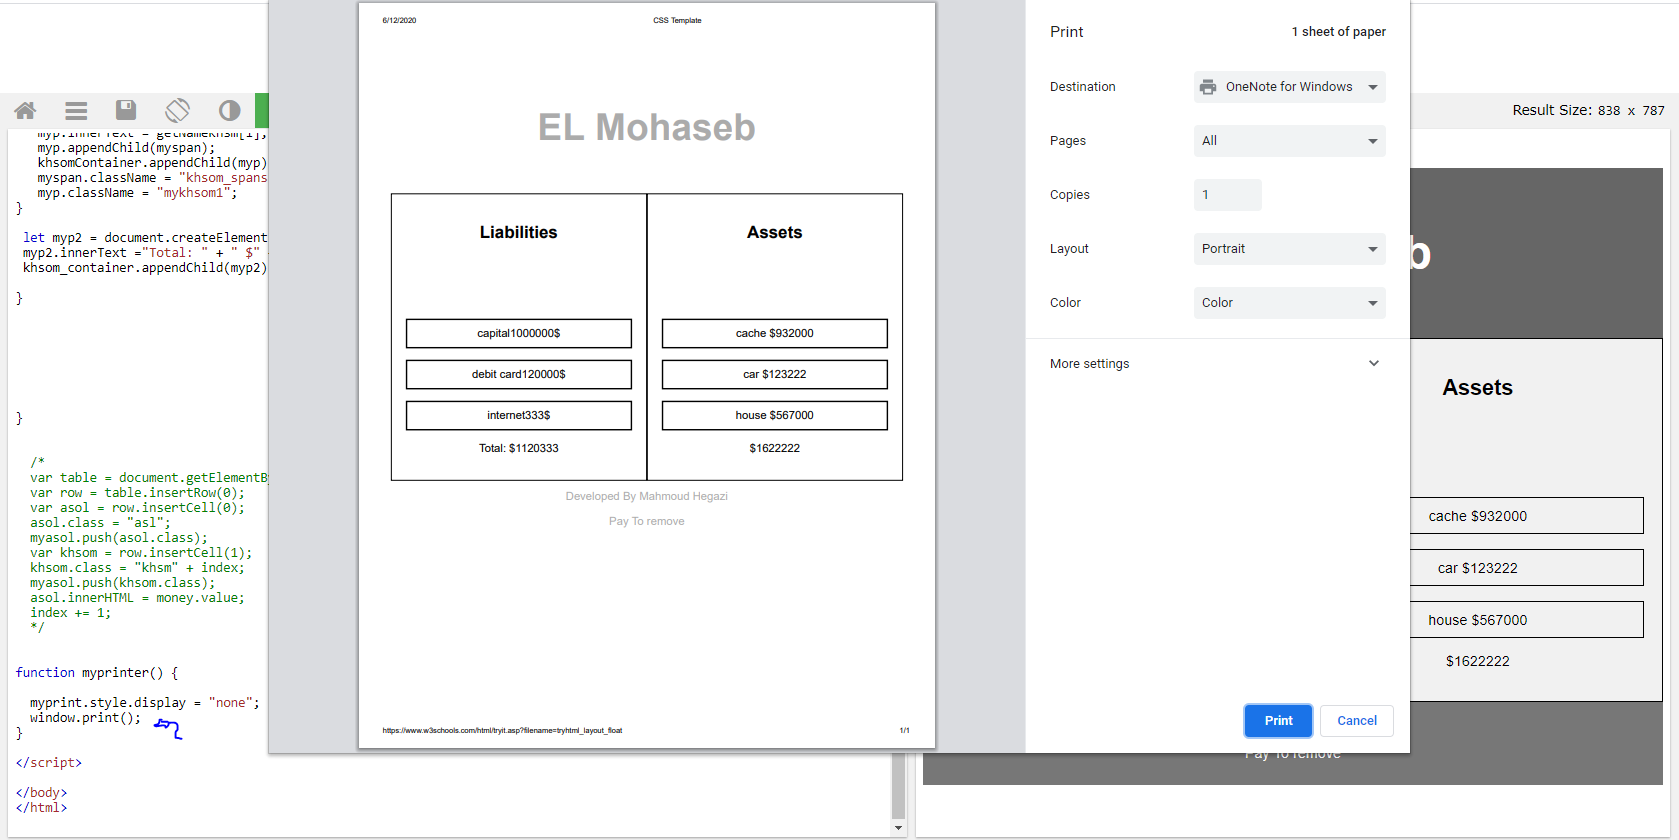 Result Size: 838 x 787
myp.innerText = getNameKhsm[i];
myp.appendChild(myspan);
khsomContainer.appendChild(myp)
myspan.className = "khsom_spans
myp.className = "mykhsom1";
}
let myp2 = document.createElement
myp2.innerText ="Total: " + " $"
khsom_container.appendChild(myp2)
}
}
/*
var table = document.getElementB
var row = table.insertRow(0);
var asol = row.insertCell(0);
asol.class = "asl";
myasol.push(asol.class);
var khsom = row.insertCell(1);
khsom.class = "khsm" + index;
myasol.push(khsom.class);
asol.innerHTML = money.value;
index += 1;
*/
function myprinter() {
myprint.style.display = "none";
window.print();
}
</script>
</body>
</html>
6/12/2020 CSS Template
EL Mohaseb
Liabilities Assets
capital1000000$ cache $932000
debit card120000$ car $123222
internet333$ house $567000
Total: $1120333 $1622222
Developed By Mahmoud Hegazi
Pay To remove
https://www.w3schools.com/html/tryit.asp?filename=tryhtml_layout_float 1/1
Print 1 sheet of paper
Destination OneNote for Windows
Pages All
Copies 1
Layout Portrait
Color Color
More settings
Print Cancel
b
Assets
cache $932000
car $123222
house $567000
$1622222
Pay To remove